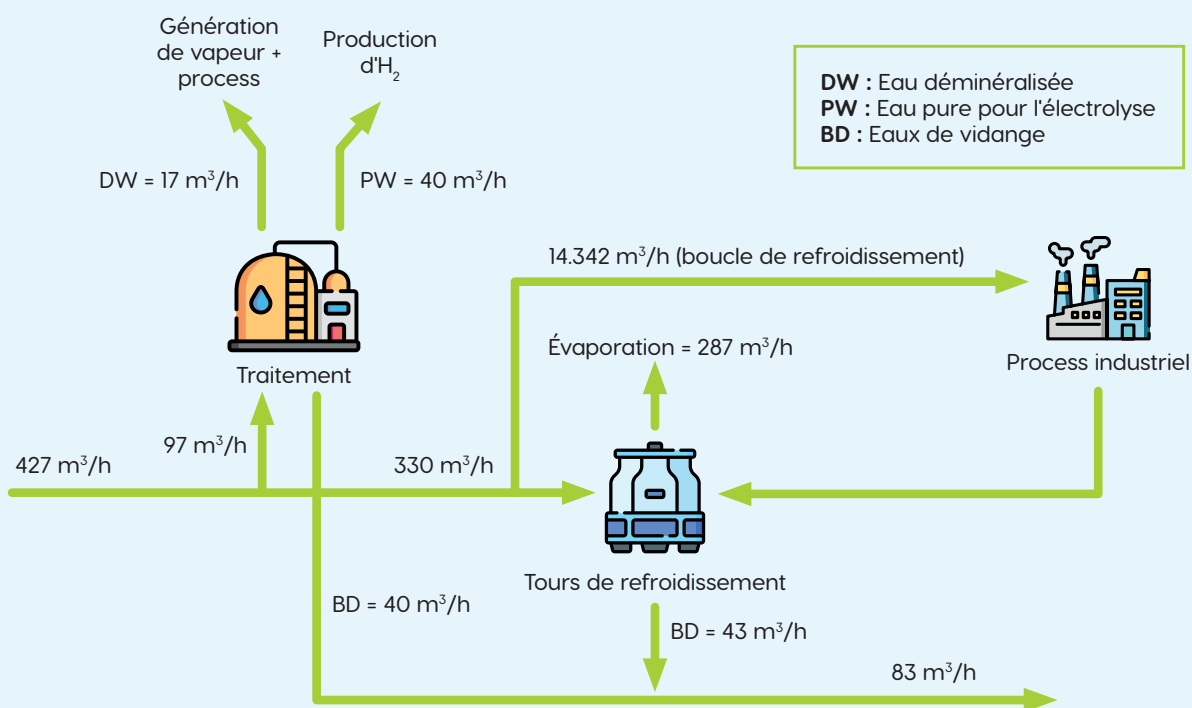 Génération
de vapeur +
process
Production
d'H₂
DW : Eau déminéralisée
PW : Eau pure pour l'électrolyse
BD : Eaux de vidange
DW = 17 m³/h
PW = 40 m³/h
14.342 m³/h (boucle de refroidissement)
Évaporation = 287 m³/h
Process industriel
Traitement
97 m³/h
427 m³/h
330 m³/h
Tours de refroidissement
BD = 40 m³/h
BD = 43 m³/h
83 m³/h